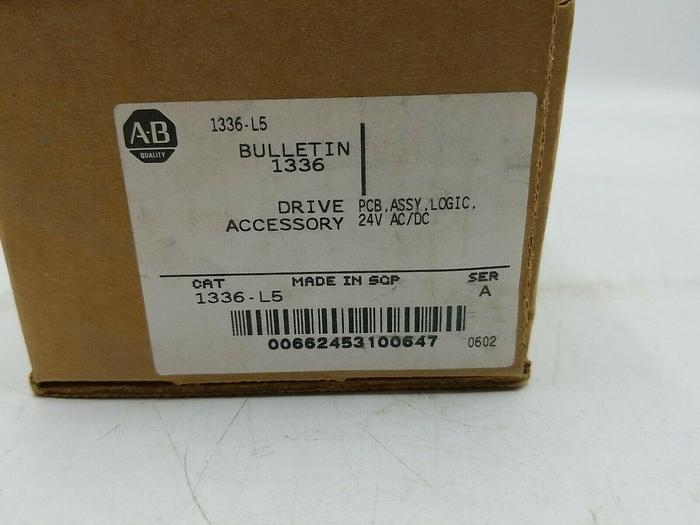 A-B
QUALITY
1336-L5
BULLETIN
1336
DRIVE PCB,ASSY,LOGIC,
ACCESSORY 24V AC/DC
CAT MADE IN SGP SER
1336-L5 A
00662453100647 0602